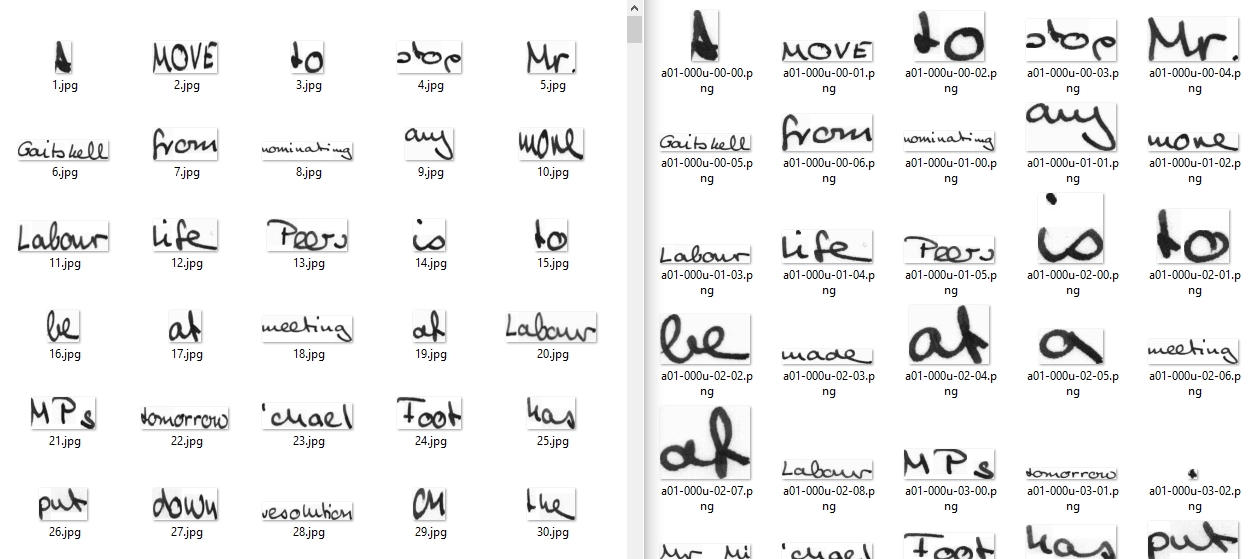 A MOVE to stop Mr.
1.jpg 2.jpg 3.jpg 4.jpg 5.jpg
Gaitskell from nominating any more
6.jpg 7.jpg 8.jpg 9.jpg 10.jpg
Labour life Peers is to
11.jpg 12.jpg 13.jpg 14.jpg 15.jpg
be at meeting of Labour
16.jpg 17.jpg 18.jpg 19.jpg 20.jpg
MPs tomorrow 'chael Foot has
21.jpg 22.jpg 23.jpg 24.jpg 25.jpg
put down resolution on the
26.jpg 27.jpg 28.jpg 29.jpg 30.jpg
A MOVE to stop Mr.
a01-000u-00-00.png a01-000u-00-01.png a01-000u-00-02.png a01-000u-00-03.png a01-000u-00-04.png
Gaitskell from nominating any more
a01-000u-00-05.png a01-000u-00-06.png a01-000u-01-00.png a01-000u-01-01.png a01-000u-01-02.png
Labour life Peers is to
a01-000u-01-03.png a01-000u-01-04.png a01-000u-01-05.png a01-000u-02-00.png a01-000u-02-01.png
be made at a meeting
a01-000u-02-02.png a01-000u-02-03.png a01-000u-02-04.png a01-000u-02-05.png a01-000u-02-06.png
of Labour MPs tomorrow .
a01-000u-02-07.png a01-000u-02-08.png a01-000u-03-00.png a01-000u-03-01.png a01-000u-03-02.png
Mr Mi 'chael Foot has put